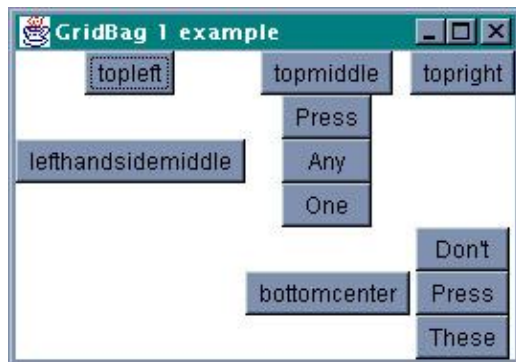 GridBag 1 example
topleft topmiddle topright
Press
lefthandsidemiddle Any
One
Don't
bottomcenter Press
These